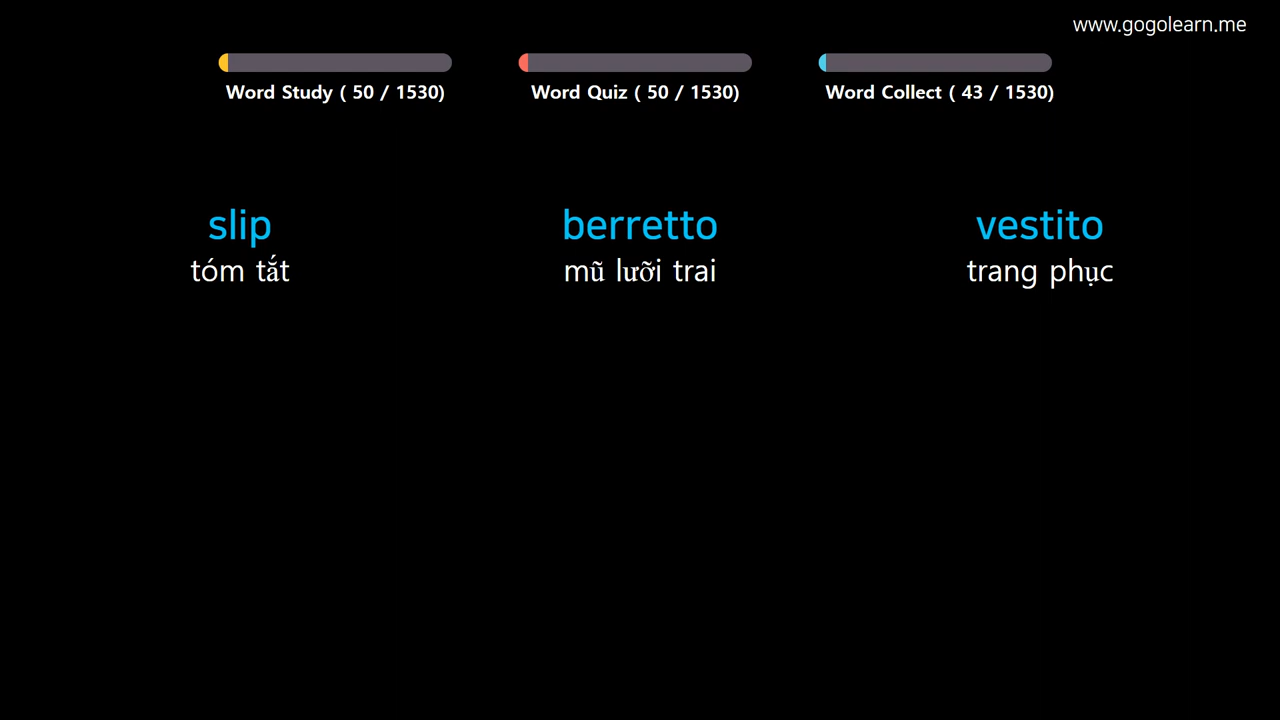 www.gogolearn.me
Word Study ( 50 / 1530)
Word Quiz ( 50 / 1530)
Word Collect ( 43 / 1530)
slip
tóm tắt
berretto
mũ lưỡi trai
vestito
trang phục